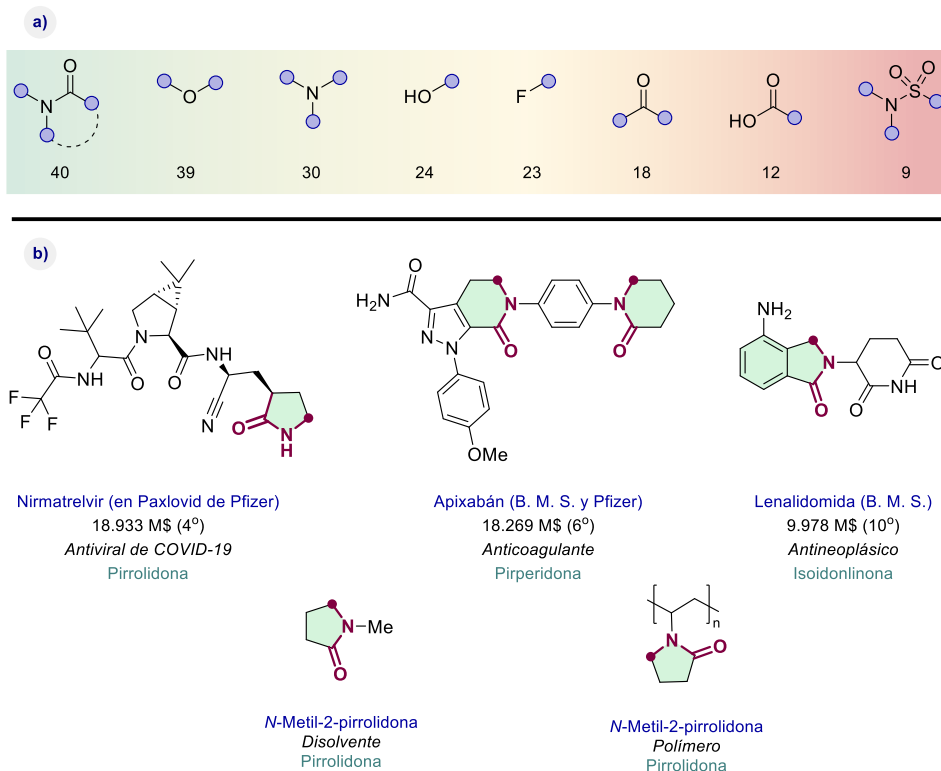 a)
O
N
O
N
HO
F
O
O
HO
O O
S
N
40 39 30 24 23 18 12 9
b)
O
H2N
N
N
N
O
N
O
OMe
O
NH
F
F
F
O
N
O
H
N
N
O
N
H
NH2
N
O
O
NH
O
Nirmatrelvir (en Paxlovid de Pfizer)
18.933 M$ (4º)
Antiviral de COVID-19
Pirrolidona
Apixabán (B. M. S. y Pfizer)
18.269 M$ (6º)
Anticoagulante
Pirperidona
Lenalidomida (B. M. S.)
9.978 M$ (10º)
Antineoplásico
Isoidonlinona
N
Me
O
N-Metil-2-pirrolidona
Disolvente
Pirrolidona
n
N
O
N-Metil-2-pirrolidona
Polímero
Pirrolidona